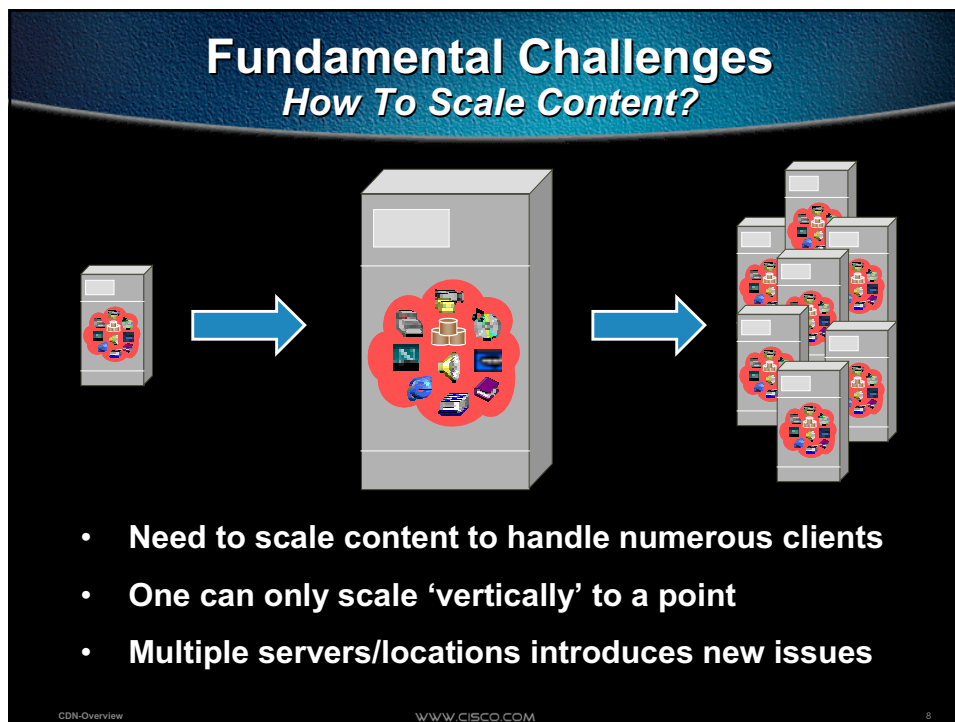 Fundamental Challenges
How To Scale Content?
• Need to scale content to handle numerous clients
• One can only scale ‘vertically’ to a point
• Multiple servers/locations introduces new issues
CDN-Overview
WWW.CISCO.COM
8